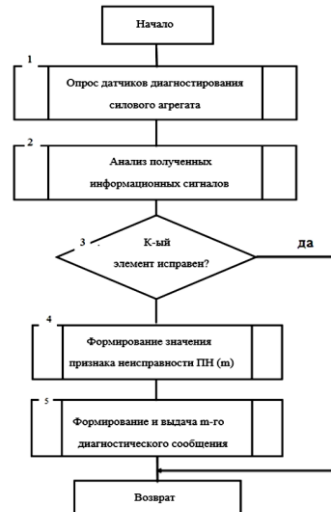 Начало
1
Опрос датчиков диагностирования
силового агрегата
2
Анализ полученных
информационных сигналов
3
К-ый
элемент исправен?
да
4
Формирование значения
признака неисправности ПН (m)
5
Формирование и выдача m-го
диагностического сообщения
Возврат